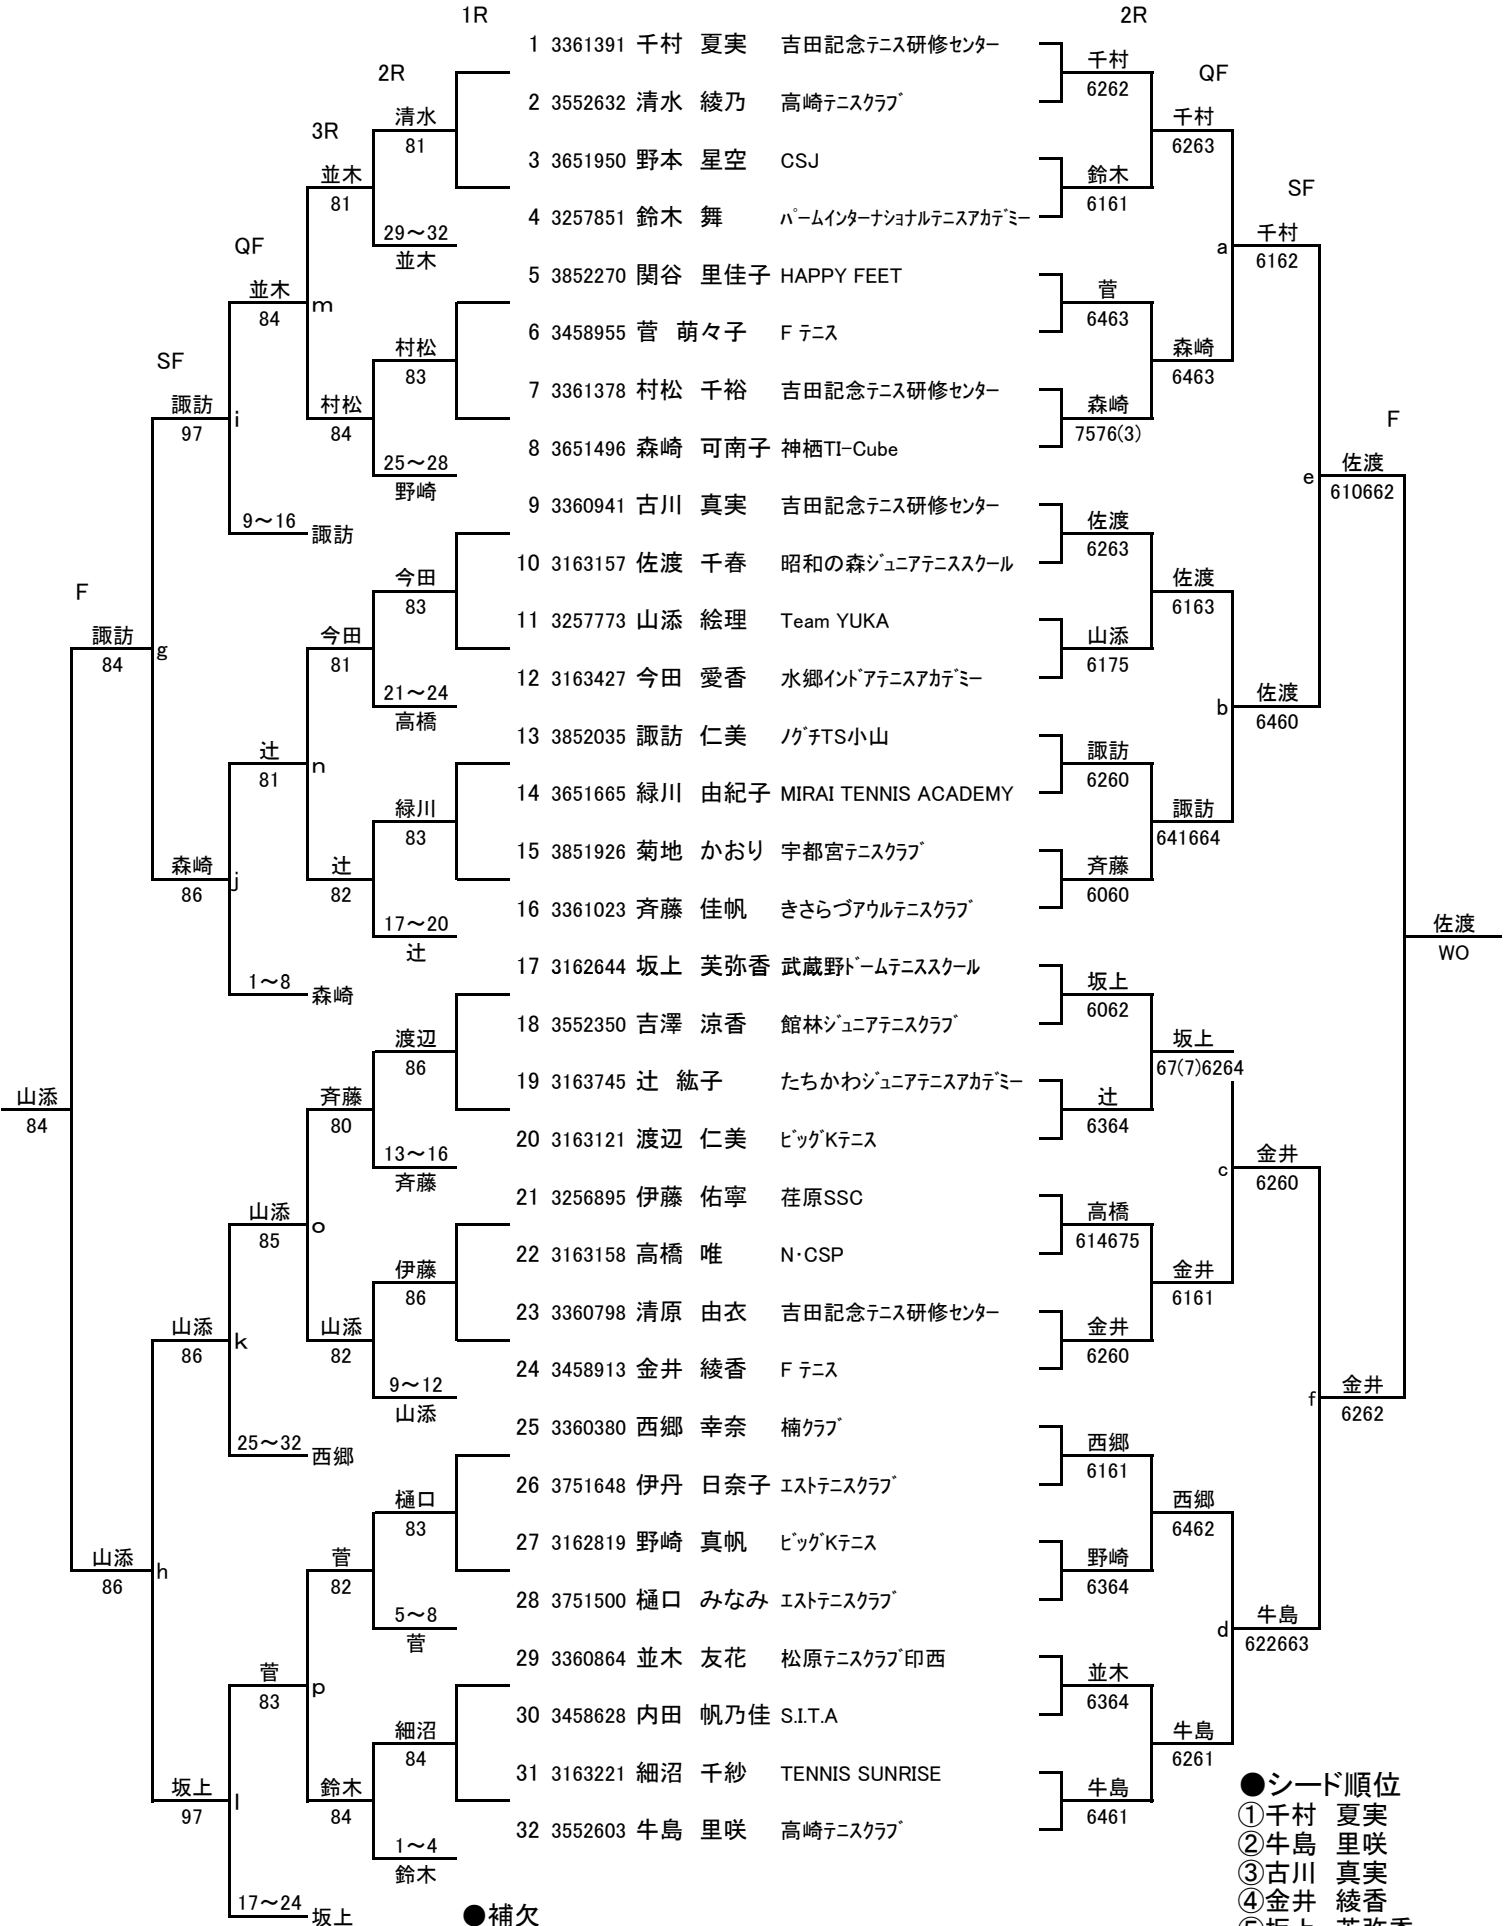 1R
2R
1 3361391 千村 夏実 吉田記念テニス研修センター
千村
2R
6262
QF
2 3552632 清水 綾乃 高崎テニスクラブ
清水
千村
3R
81
6263
3 3651950 野本 星空 CSJ
並木
鈴木
81
6161
SF
4 3257851 鈴木 舞 パームインターナショナルテニスアカデミー
29～32
千村
QF
a
並木
6162
5 3852270 関谷 里佳子 HAPPY FEET
並木
菅
m
84
6463
6 3458955 菅 萌々子 F テニス
村松
森崎
SF
83
6463
7 3361378 村松 千裕 吉田記念テニス研修センター
諏訪
村松
森崎
i
F
97
84
7576(3)
8 3651496 森崎 可南子 神栖TI-Cube
25～28
佐渡
e
野崎
610662
9 3360941 古川 真実 吉田記念テニス研修センター
9～16
諏訪
佐渡
6263
10 3163157 佐渡 千春 昭和の森ジュニアテニススクール
今田
佐渡
F
83
6163
11 3257773 山添 絵理 Team YUKA
諏訪
今田
山添
g
84
81
6175
12 3163427 今田 愛香 水郷インドアテニスアカデミー
21～24
佐渡
b
高橋
6460
13 3852035 諏訪 仁美 ノグチTS小山
辻
諏訪
n
81
6260
14 3651665 緑川 由紀子 MIRAI TENNIS ACADEMY
緑川
諏訪
83
641664
15 3851926 菊地 かおり 宇都宮テニスクラブ
森崎
辻
斉藤
j
86
82
6060
16 3361023 斉藤 佳帆 きさらづアウルテニスクラブ
17～20
佐渡
辻
WO
17 3162644 坂上 芙弥香 武蔵野ドームテニススクール
1～8
森崎
坂上
6062
18 3552350 吉澤 涼香 館林ジュニアテニスクラブ
渡辺
坂上
86
67(7)6264
19 3163745 辻 紘子 たちかわジュニアテニスアカデミー
山添
斉藤
辻
84
80
6364
20 3163121 渡辺 仁美 ビッグKテニス
13～16
金井
c
斉藤
6260
21 3256895 伊藤 佑寧 荏原SSC
山添
高橋
o
85
614675
22 3163158 高橋 唯 N・CSP
伊藤
金井
86
6161
23 3360798 清原 由衣 吉田記念テニス研修センター
山添
山添
金井
k
86
82
6260
24 3458913 金井 綾香 F テニス
9～12
金井
f
山添
6262
25 3360380 西郷 幸奈 楠クラブ
25～32
西郷
西郷
6161
26 3751648 伊丹 日奈子 エストテニスクラブ
樋口
西郷
83
6462
27 3162819 野崎 真帆 ビッグKテニス
山添
菅
野崎
h
86
82
6364
28 3751500 樋口 みなみ エストテニスクラブ
5～8
牛島
d
菅
622663
29 3360864 並木 友花 松原テニスクラブ印西
菅
並木
p
83
6364
30 3458628 内田 帆乃佳 S.I.T.A
細沼
牛島
84
6261
31 3163221 細沼 千紗 TENNIS SUNRISE
坂上
鈴木
牛島
l
97
84
6461
●シード順位
①千村 夏実
32 3552603 牛島 里咲 高崎テニスクラブ
1～4
②牛島 里咲
鈴木
③古川 真実
17～24
坂上
④金井 綾香
●補欠
⑤坂上 芙弥香